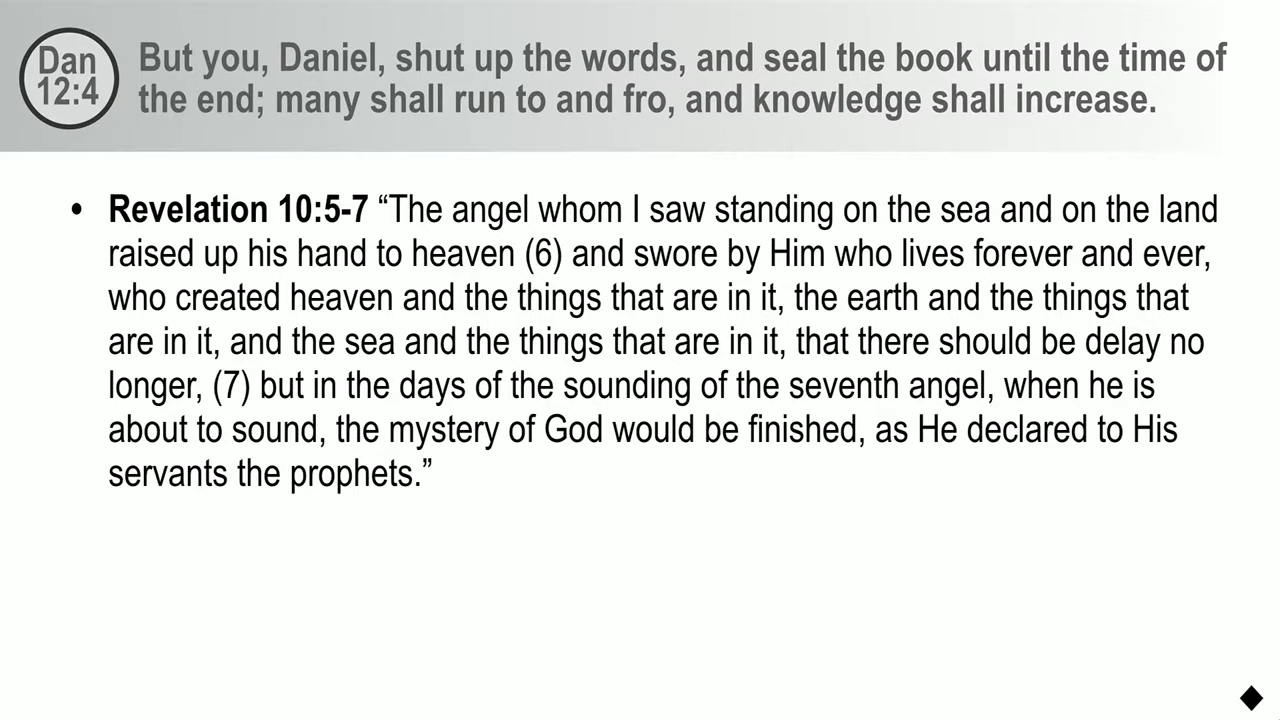 Dan
12:4
But you, Daniel, shut up the words, and seal the book until the time of
the end; many shall run to and fro, and knowledge shall increase.
• Revelation 10:5-7 “The angel whom I saw standing on the sea and on the land
raised up his hand to heaven (6) and swore by Him who lives forever and ever,
who created heaven and the things that are in it, the earth and the things that
are in it, and the sea and the things that are in it, that there should be delay no
longer, (7) but in the days of the sounding of the seventh angel, when he is
about to sound, the mystery of God would be finished, as He declared to His
servants the prophets.”